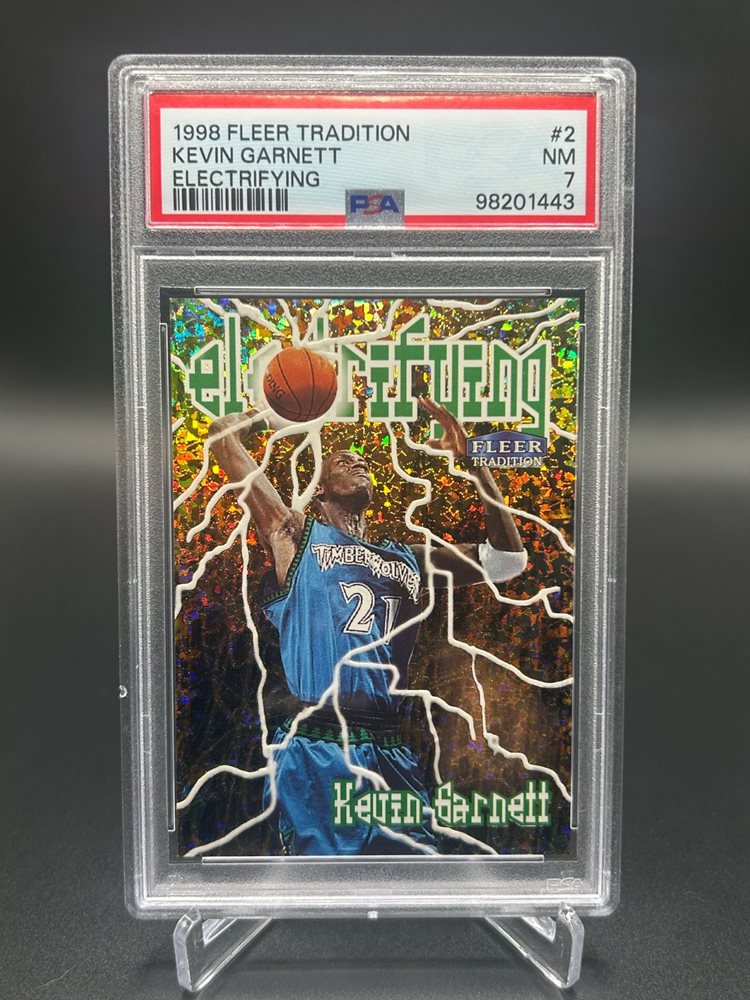 1998 FLEER TRADITION #2
KEVIN GARNETT NM
ELECTRIFYING 7
PSA 98201443
electrifying
FLEER
TRADITION
TIMBERWOLVES
21
Kevin Garnett